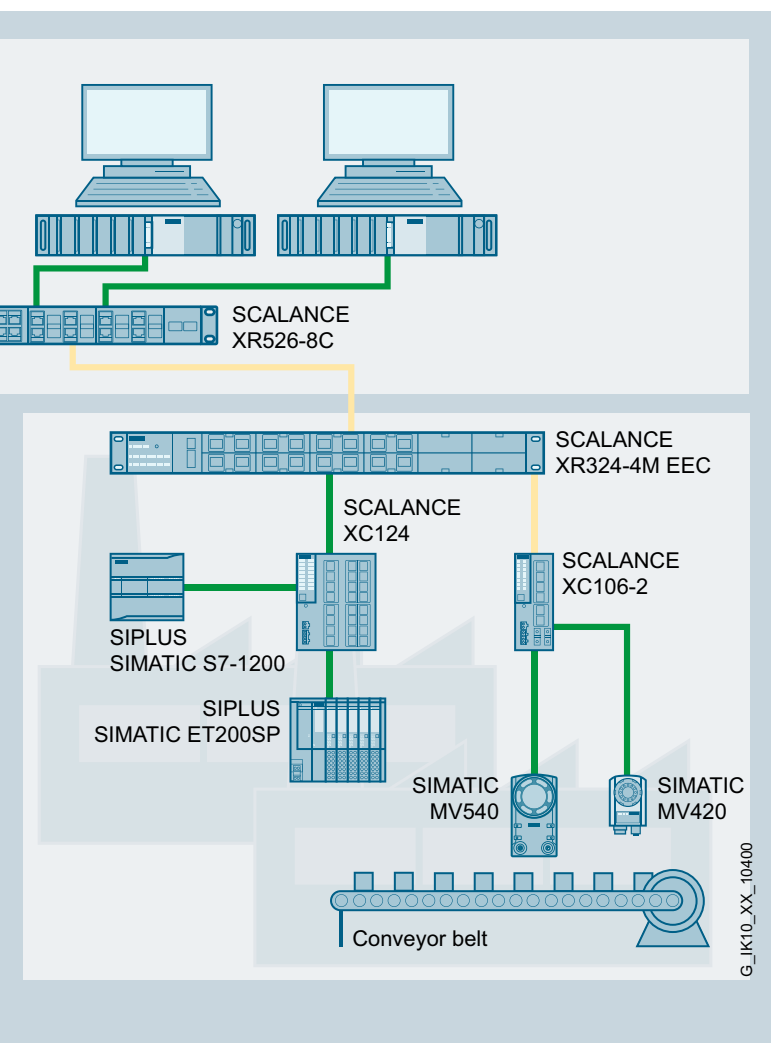 SCALANCE
XR526-8C
SCALANCE
XR324-4M EEC
SCALANCE
XC124
SCALANCE
XC106-2
SIPLUS
SIMATIC S7-1200
SIPLUS
SIMATIC ET200SP
SIMATIC
MV540
SIMATIC
MV420
Conveyor belt
G_IK10_XX_10400